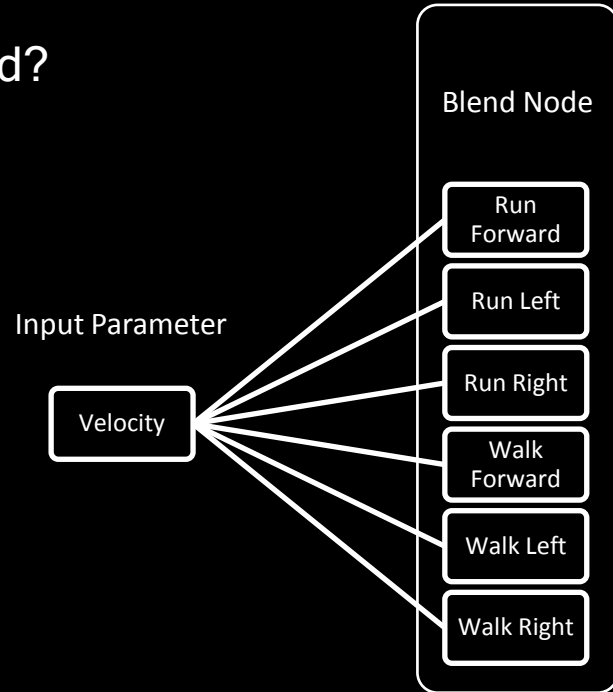 d?
Blend Node
Run
Forward
Run Left
Input Parameter
Run Right
Velocity
Walk
Forward
Walk Left
Walk Right